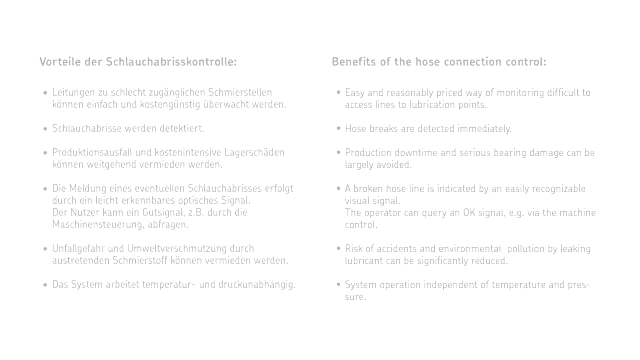 Vorteile der Schlauchabrisskontrolle:
• Leitungen zu schlecht zugänglichen Schmierstellen
können einfach und kostengünstig überwacht werden.
• Schlauchabrisse werden detektiert.
• Produktionsausfall und kostenintensive Lagerschäden
können weitgehend vermieden werden.
• Die Meldung eines eventuellen Schlauchabrisses erfolgt
durch ein leicht erkennbares optisches Signal.
Der Nutzer kann ein Gutsignal, z.B. durch die
Maschinensteuerung, abfragen.
• Unfallgefahr und Umweltverschmutzung durch
austretenden Schmierstoff können vermieden werden.
• Das System arbeitet temperatur- und druckunabhängig.
Benefits of the hose connection control:
• Easy and reasonably priced way of monitoring difficult to
access lines to lubrication points.
• Hose breaks are detected immediately.
• Production downtime and serious bearing damage can be
largely avoided.
• A broken hose line is indicated by an easily recognizable
visual signal.
The operator can query an OK signal, e.g. via the machine
control.
• Risk of accidents and environmental pollution by leaking
lubricant can be significantly reduced.
• System operation independent of temperature and pres-
sure.